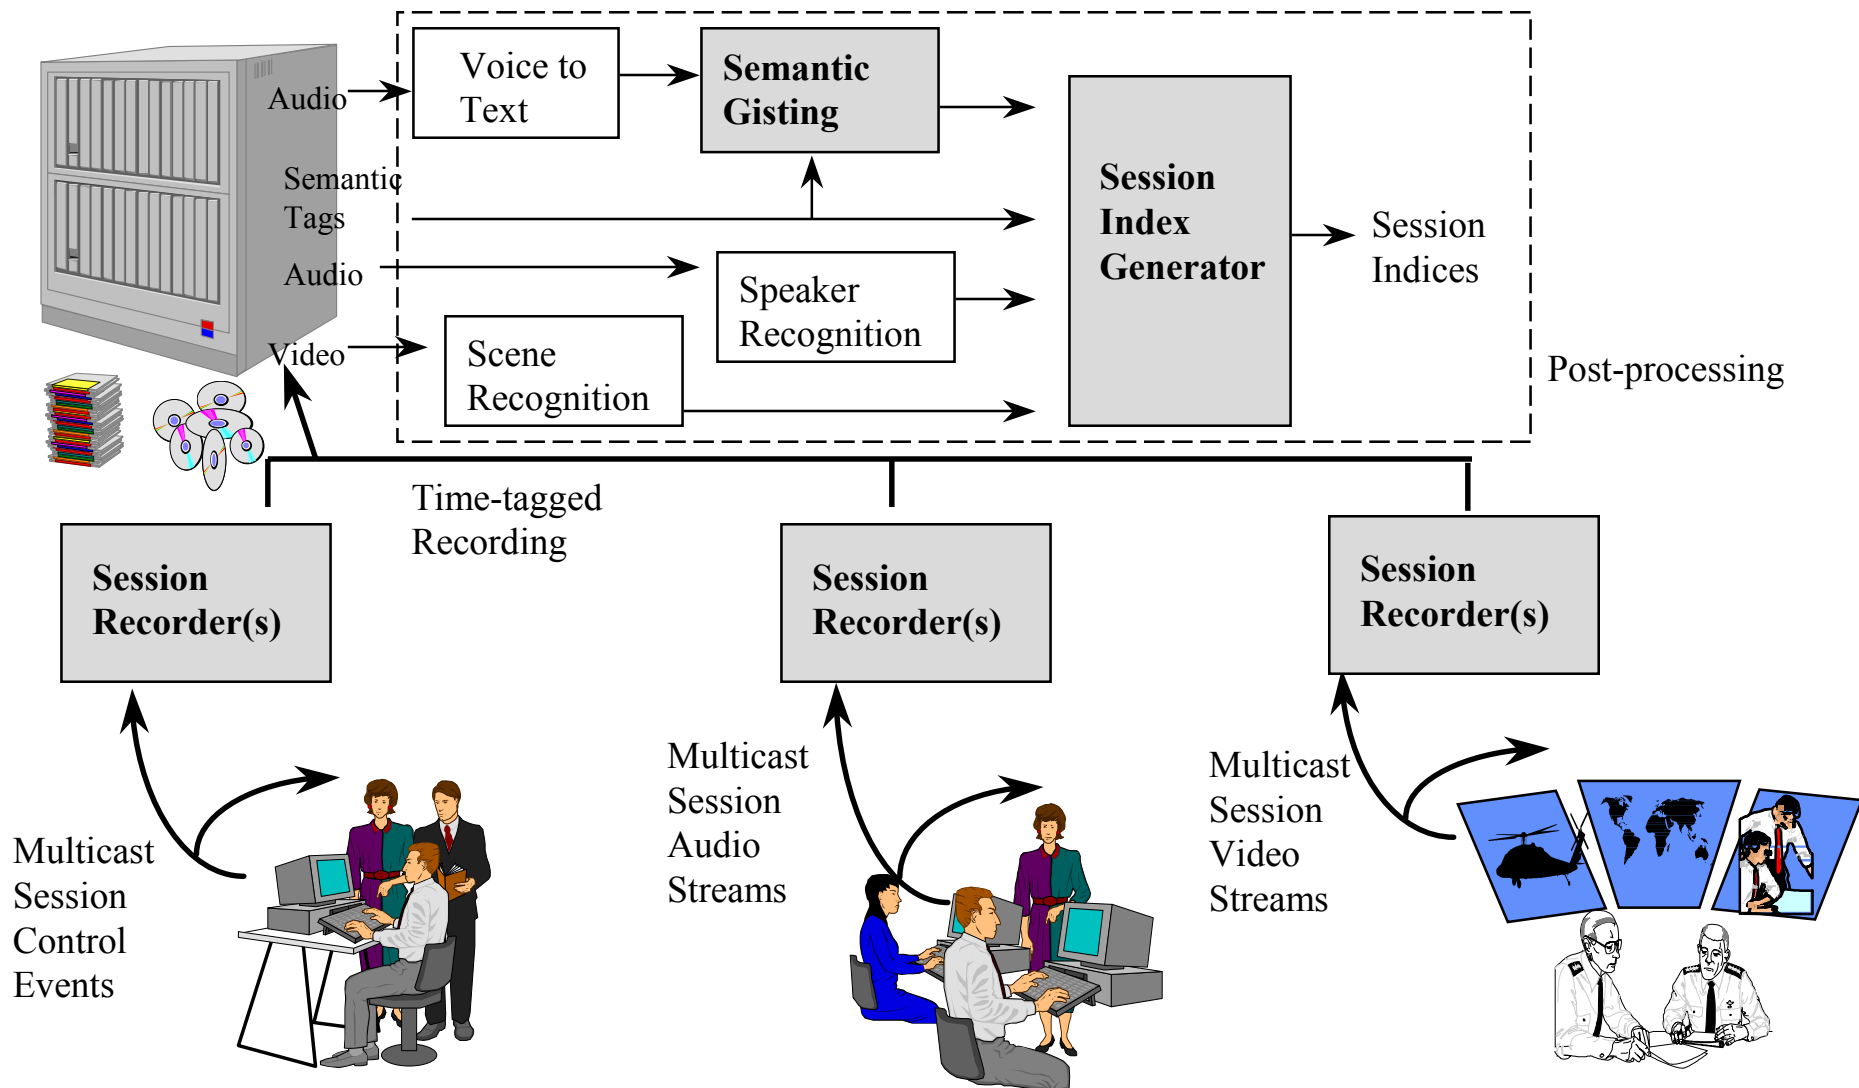 Audio
Voice to
Text
Semantic
Gisting
Semantic
Tags
Audio
Speaker
Recognition
Video
Scene
Recognition
Session
Index
Generator
Session
Indices
Post-processing
Time-tagged
Recording
Session
Recorder(s)
Session
Recorder(s)
Session
Recorder(s)
Multicast
Session
Control
Events
Multicast
Session
Audio
Streams
Multicast
Session
Video
Streams